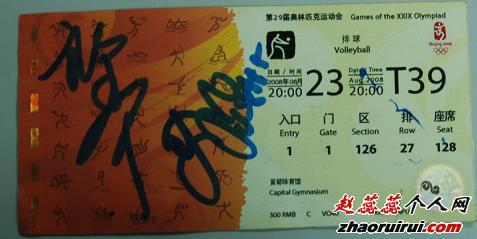 第29届奥林匹克运动会 Games of the XXIX Olympiad
排球
Volleyball
Beijing 2008
日期 / 时间 Date / Time
2008年08月 23 Aug.2008 T39
20:00 20:00
入口 门 区 排 座席
Entry Gate Section Row Seat
1 1 126 27 128
首都体育馆
Capital Gymnasium
300 RMB C
赵蕊蕊个人网
zhaoruirui.com